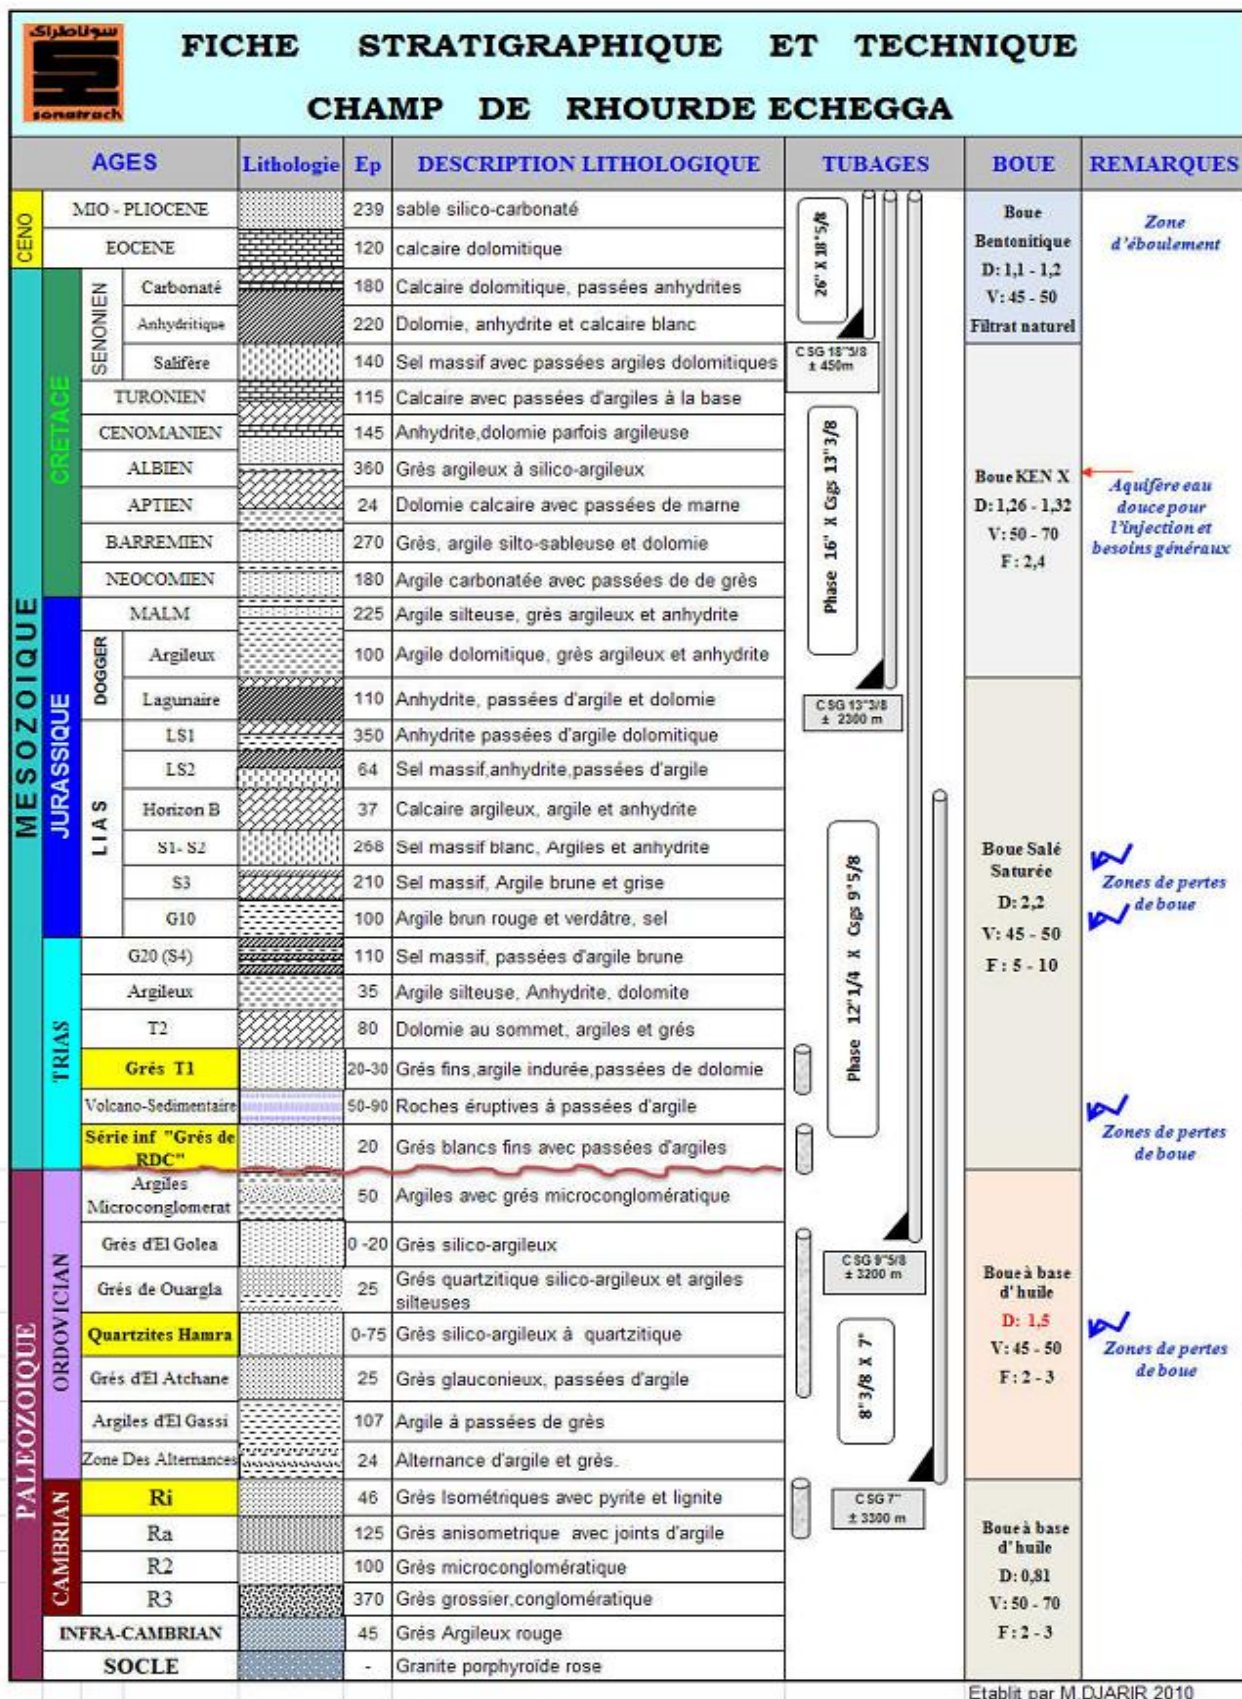 سوناطراك
sonatrach
FICHE STRATIGRAPHIQUE ET TECHNIQUE
CHAMP DE RHOURDE ECHEGGA
AGES Lithologie Ep DESCRIPTION LITHOLOGIQUE TUBAGES BOUE REMARQUES
CENO
MESOZOIQUE
PALEOZOIQUE
CRETACE
JURASSIQUE
TRIAS
ORDOVICIAN
CAMBRIAN
SENONIEN
DOGGER
LIAS
MIO - PLIOCENE 239 sable silico-carbonaté
EOCENE 120 calcaire dolomitique
Carbonaté 180 Calcaire dolomitique, passées anhydrites
Anhydritique 220 Dolomie, anhydrite et calcaire blanc
Salifère 140 Sel massif avec passées argiles dolomitiques
TURONIEN 115 Calcaire avec passées d'argiles à la base
CENOMANIEN 145 Anhydrite,dolomie parfois argileuse
ALBIEN 360 Grès argileux à silico-argileux
APTIEN 24 Dolomie calcaire avec passées de marne
BARREMIEN 270 Grès, argile silto-sableuse et dolomie
NEOCOMIEN 180 Argile carbonatée avec passées de de grès
MALM 225 Argile silteuse, grès argileux et anhydrite
Argileux 100 Argile dolomitique, grès argileux et anhydrite
Lagunaire 110 Anhydrite, passées d'argile et dolomie
LS1 350 Anhydrite passées d'argile dolomitique
LS2 64 Sel massif,anhydrite,passées d'argile
Horizon B 37 Calcaire argileux, argile et anhydrite
S1- S2 268 Sel massif blanc, Argiles et anhydrite
S3 210 Sel massif, Argile brune et grise
G10 100 Argile brun rouge et verdâtre, sel
G20 (S4) 110 Sel massif, passées d'argile brune
Argileux 35 Argile silteuse, Anhydrite, dolomite
T2 80 Dolomie au sommet, argiles et grés
Grés T1 20-30 Grés fins,argile indurée,passées de dolomie
Volcano-Sedimentaire 50-90 Roches éruptives à passées d'argile
Série inf "Grés de
RDC" 20 Grés blancs fins avec passées d'argiles
Argiles
Microconglomerat 50 Argiles avec grés microconglomératique
Grès d'El Golea 0 -20 Grès silico-argileux
Grés de Ouargla 25 Grés quartzitique silico-argileux et argiles
silteuses
Quartzites Hamra 0-75 Grès silico-argileux à quartzitique
Grés d'El Atchane 25 Grès glauconieux, passées d'argile
Argiles d'El Gassi 107 Argile à passées de grès
Zone Des Alternances 24 Alternance d'argile et grés.
Ri 46 Grés Isométriques avec pyrite et lignite
Ra 125 Grés anisometrique avec joints d'argile
R2 100 Grès microconglomératique
R3 370 Grès grossier,conglomératique
INFRA-CAMBRIAN 45 Grés Argileux rouge
SOCLE - Granite porphyroïde rose
26" X 18"5/8
CSG 18"5/8
± 450m
Phase 16" X Csgs 13"3/8
CSG 13"3/8
± 2300 m
Phase 12"1/4 X Csgs 9"5/8
CSG 9"5/8
± 3200 m
8"3/8 X 7"
CSG 7"
± 3300 m
Boue
Bentonitique
D: 1,1 - 1,2
V: 45 - 50
Filtrat naturel
Boue KEN X
D: 1,26 - 1,32
V: 50 - 70
F : 2,4
Boue Salé
Saturée
D: 2,2
V: 45 - 50
F : 5 - 10
Boue à base
d' huile
D: 1,5
V: 45 - 50
F : 2 - 3
Boue à base
d' huile
D: 0,81
V: 50 - 70
F : 2 - 3
Zone
d'éboulement
Aquifère eau
douce pour
l'injection et
besoins généraux
Zones de pertes
de boue
Zones de pertes
de boue
Zones de pertes
de boue
Etablit par M.DJARIR 2010